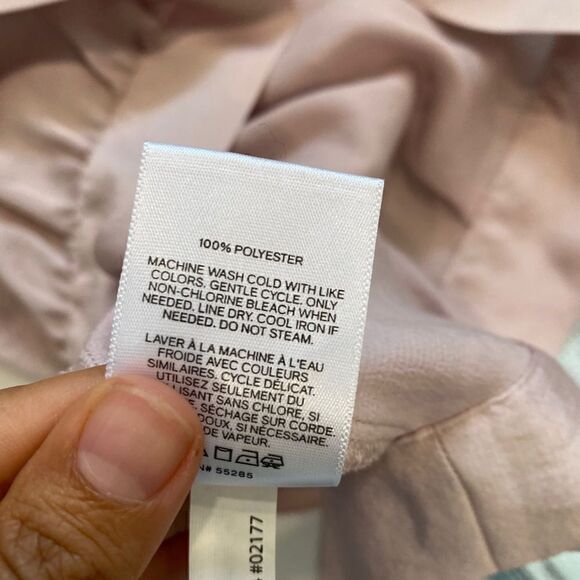 100% POLYESTER
MACHINE WASH COLD WITH LIKE
COLORS, GENTLE CYCLE. ONLY
NON-CHLORINE BLEACH WHEN
NEEDED. LINE DRY. COOL IRON IF
NEEDED. DO NOT STEAM.
LAVER À LA MACHINE À L'EAU
FROIDE AVEC COULEURS
SIMILAIRES. CYCLE DÉLICAT.
UTILISEZ SEULEMENT DU
LISANT SANS CHLORE, SI
SÉCHAGE SUR CORDE.
DOUX, SI NÉCESSAIRE.
DE VAPEUR.
N# 55285
#02177